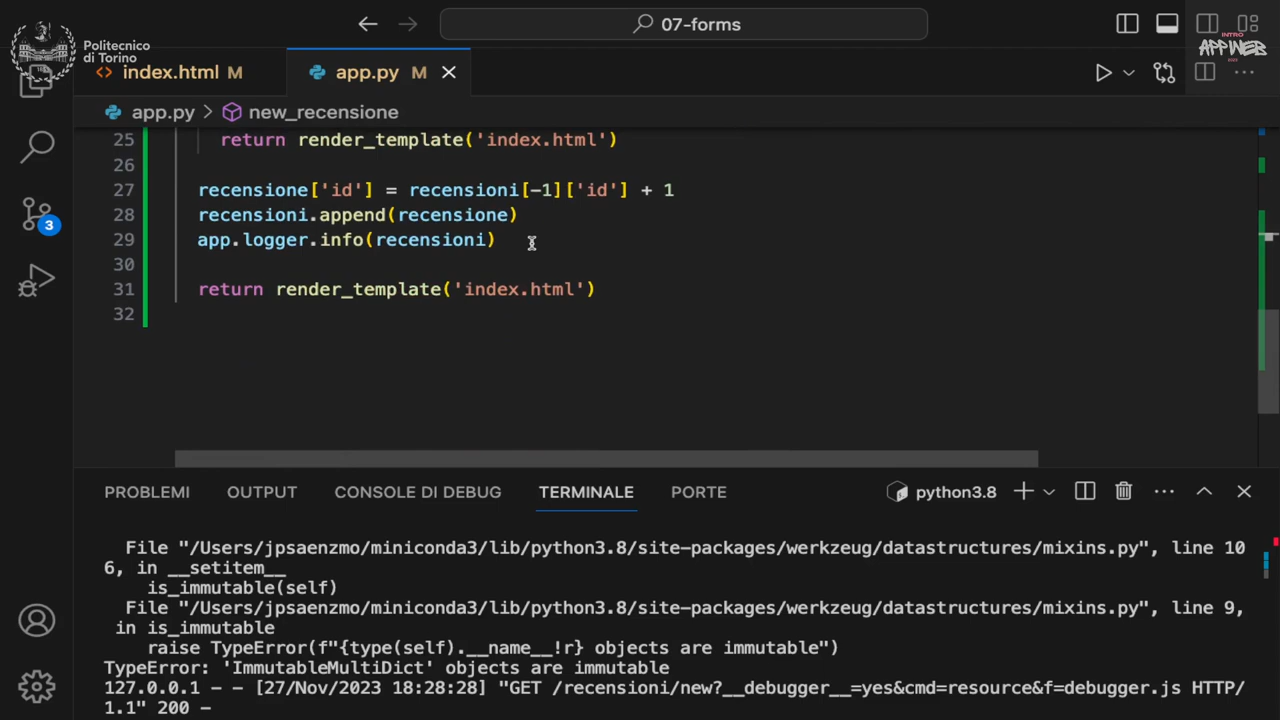 07-forms
Politecnico
di Torino
INTRO
APPIWEB
index.html M
app.py M
app.py > new_recensione
25 return render_template('index.html')
26
27 recensione['id'] = recensioni[-1]['id'] + 1
28 recensioni.append(recensione)
29 app.logger.info(recensioni)
30
31 return render_template('index.html')
32
3
PROBLEMI OUTPUT CONSOLE DI DEBUG TERMINALE PORTE python3.8
File "/Users/jpsaenzmo/miniconda3/lib/python3.8/site-packages/werkzeug/datastructures/mixins.py", line 10
6, in __setitem__
is_immutable(self)
File "/Users/jpsaenzmo/miniconda3/lib/python3.8/site-packages/werkzeug/datastructures/mixins.py", line 9,
in is_immutable
raise TypeError(f"{type(self).__name__!r} objects are immutable")
TypeError: 'ImmutableMultiDict' objects are immutable
127.0.0.1 - - [27/Nov/2023 18:28:28] "GET /recensioni/new?__debugger__=yes&cmd=resource&f=debugger.js HTTP/
1.1" 200 -